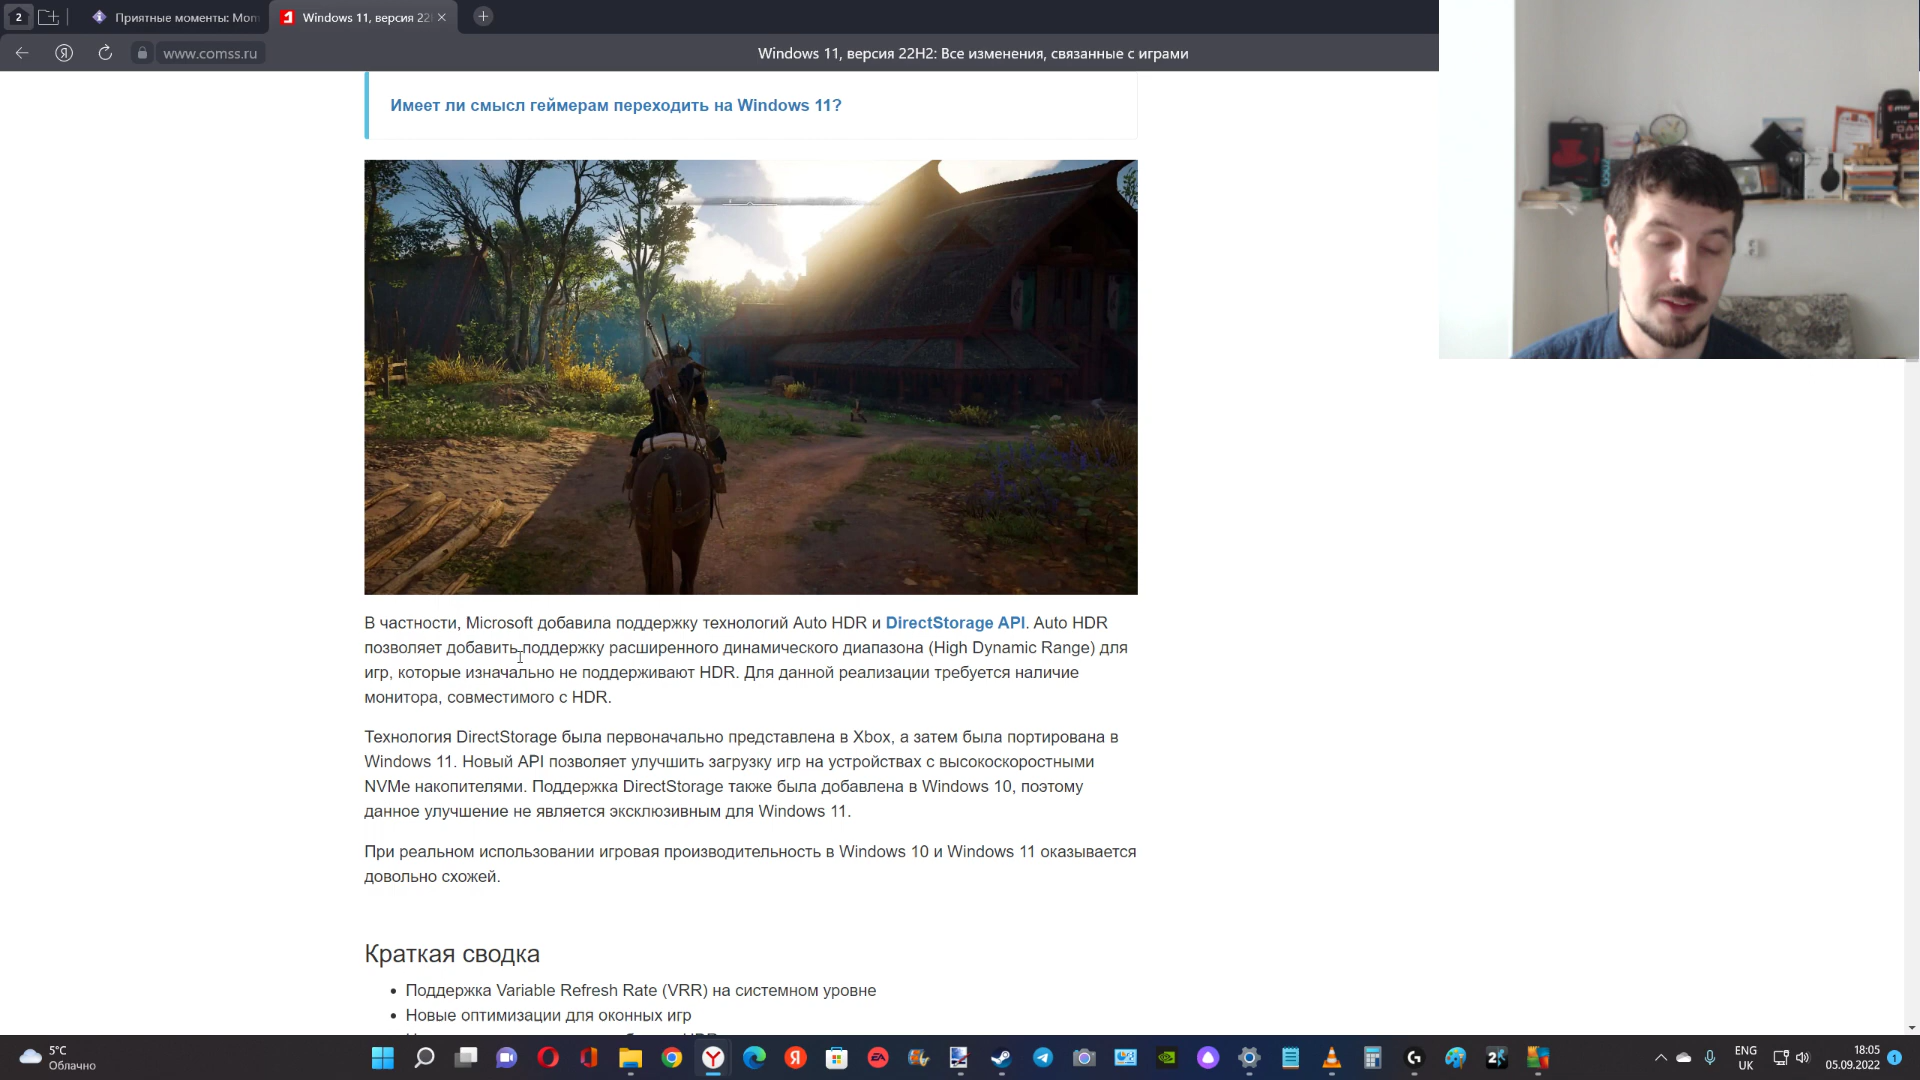 2
Приятные моменты: Mom
Windows 11, версия 22
www.comss.ru
Windows 11, версия 22H2: Все изменения, связанные с играми
Имеет ли смысл геймерам переходить на Windows 11?
В частности, Microsoft добавила поддержку технологий Auto HDR и DirectStorage API. Auto HDR
позволяет добавить поддержку расширенного динамического диапазона (High Dynamic Range) для
игр, которые изначально не поддерживают HDR. Для данной реализации требуется наличие
монитора, совместимого с HDR.
Технология DirectStorage была первоначально представлена в Xbox, а затем была портирована в
Windows 11. Новый API позволяет улучшить загрузку игр на устройствах с высокоскоростными
NVMe накопителями. Поддержка DirectStorage также была добавлена в Windows 10, поэтому
данное улучшение не является эксклюзивным для Windows 11.
При реальном использовании игровая производительность в Windows 10 и Windows 11 оказывается
довольно схожей.
Краткая сводка
Поддержка Variable Refresh Rate (VRR) на системном уровне
Новые оптимизации для оконных игр
5°C
Облачно
ENG
UK
18:05
05.09.2022
1